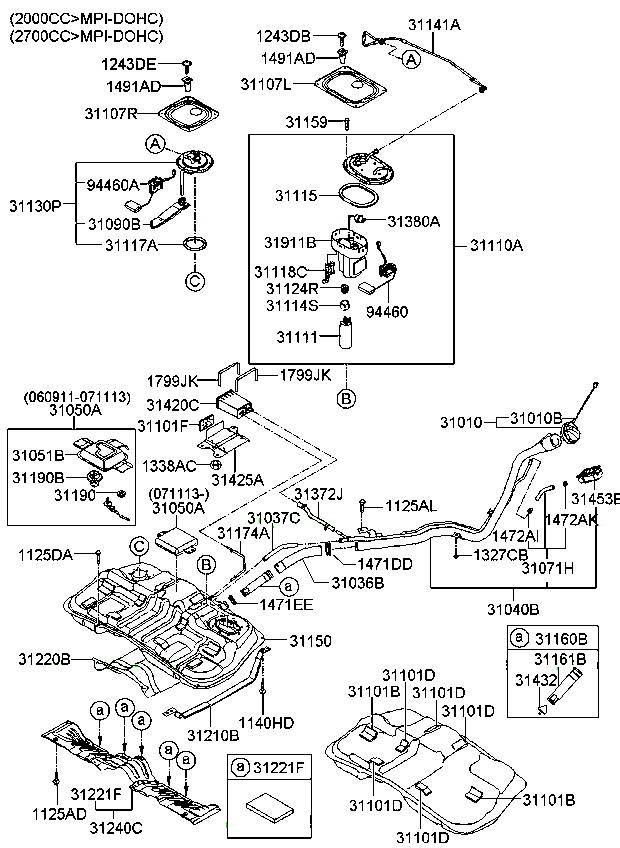 (2000CC>MPI-DOHC)
(2700CC>MPI-DOHC)
1243DE
1491AD
31107R
A
94460A
31130P
31090B
31117A
C
1243DB
1491AD
31107L
31141A
A
31159
31115
31380A
31911B
31110A
31118C
31124R
31114S
94460
31111
B
1799JK
1799JK
(060911-071113)
31050A
31420C
31101F
31051B
31190B
31190
1338AC
31425A
(071113-)
31050A
31010
31010B
31372J
1125AL
31453E
31174A
31037C
1472AK
1472AI
1125DA
C
B
1327CB
1471DD
31071H
a
31036B
1471EE
31040B
31150
31220B
a
31160B
31161B
31432
1140HD
31210B
a
a
a
a
a
31101D
31101B
31101D
31101D
31101D
31101D
31101B
31101D
a
31221F
31221F
1125AD
31240C